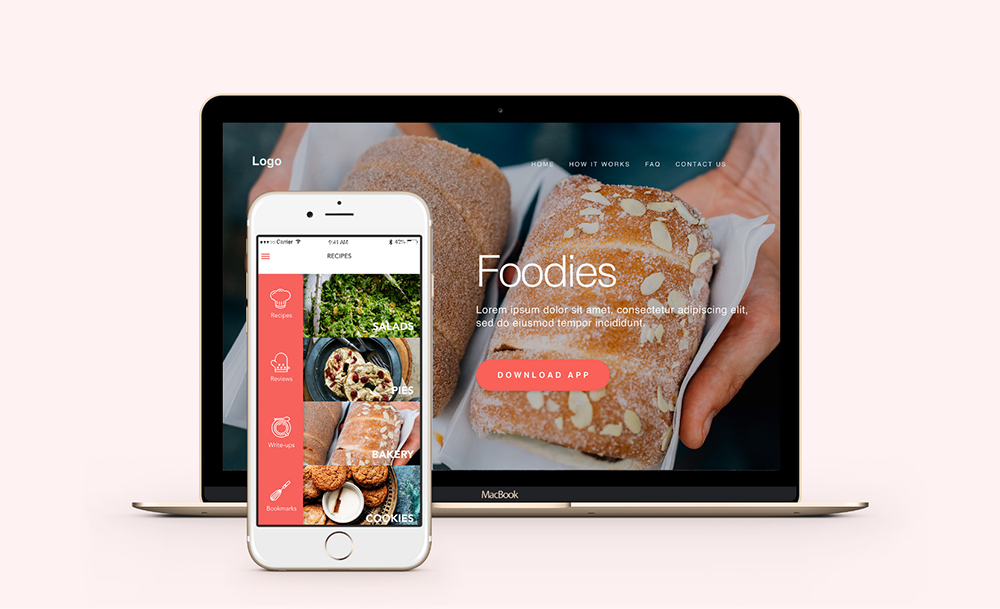 Logo
HOME HOW IT WORKS FAQ CONTACT US
Foodies
Lorem ipsum dolor sit amet, consectetur adipiscing elit,
sed do eiusmod tempor incididunt.
DOWNLOAD APP
MacBook
Carrier 9:41 AM 42%
RECIPES
Recipes
SALADS
Reviews
PIES
Write-ups
BAKERY
Bookmarks
COOKIES